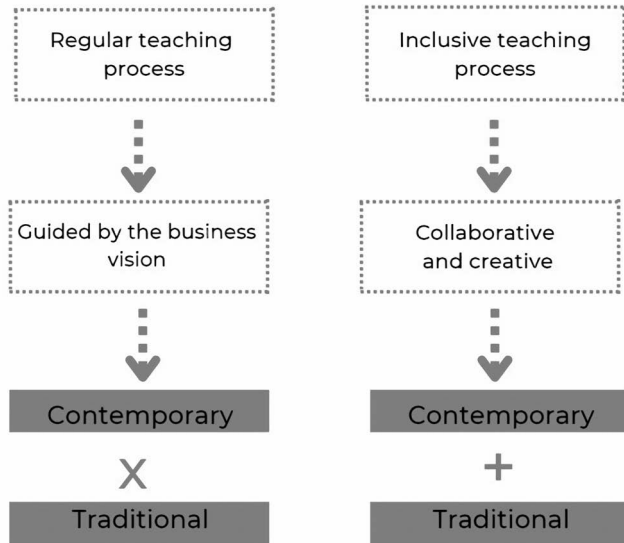 Regular teaching
process
Guided by the business
vision
Contemporary
X
Traditional
Inclusive teaching
process
Collaborative
and creative
Contemporary
+
Traditional